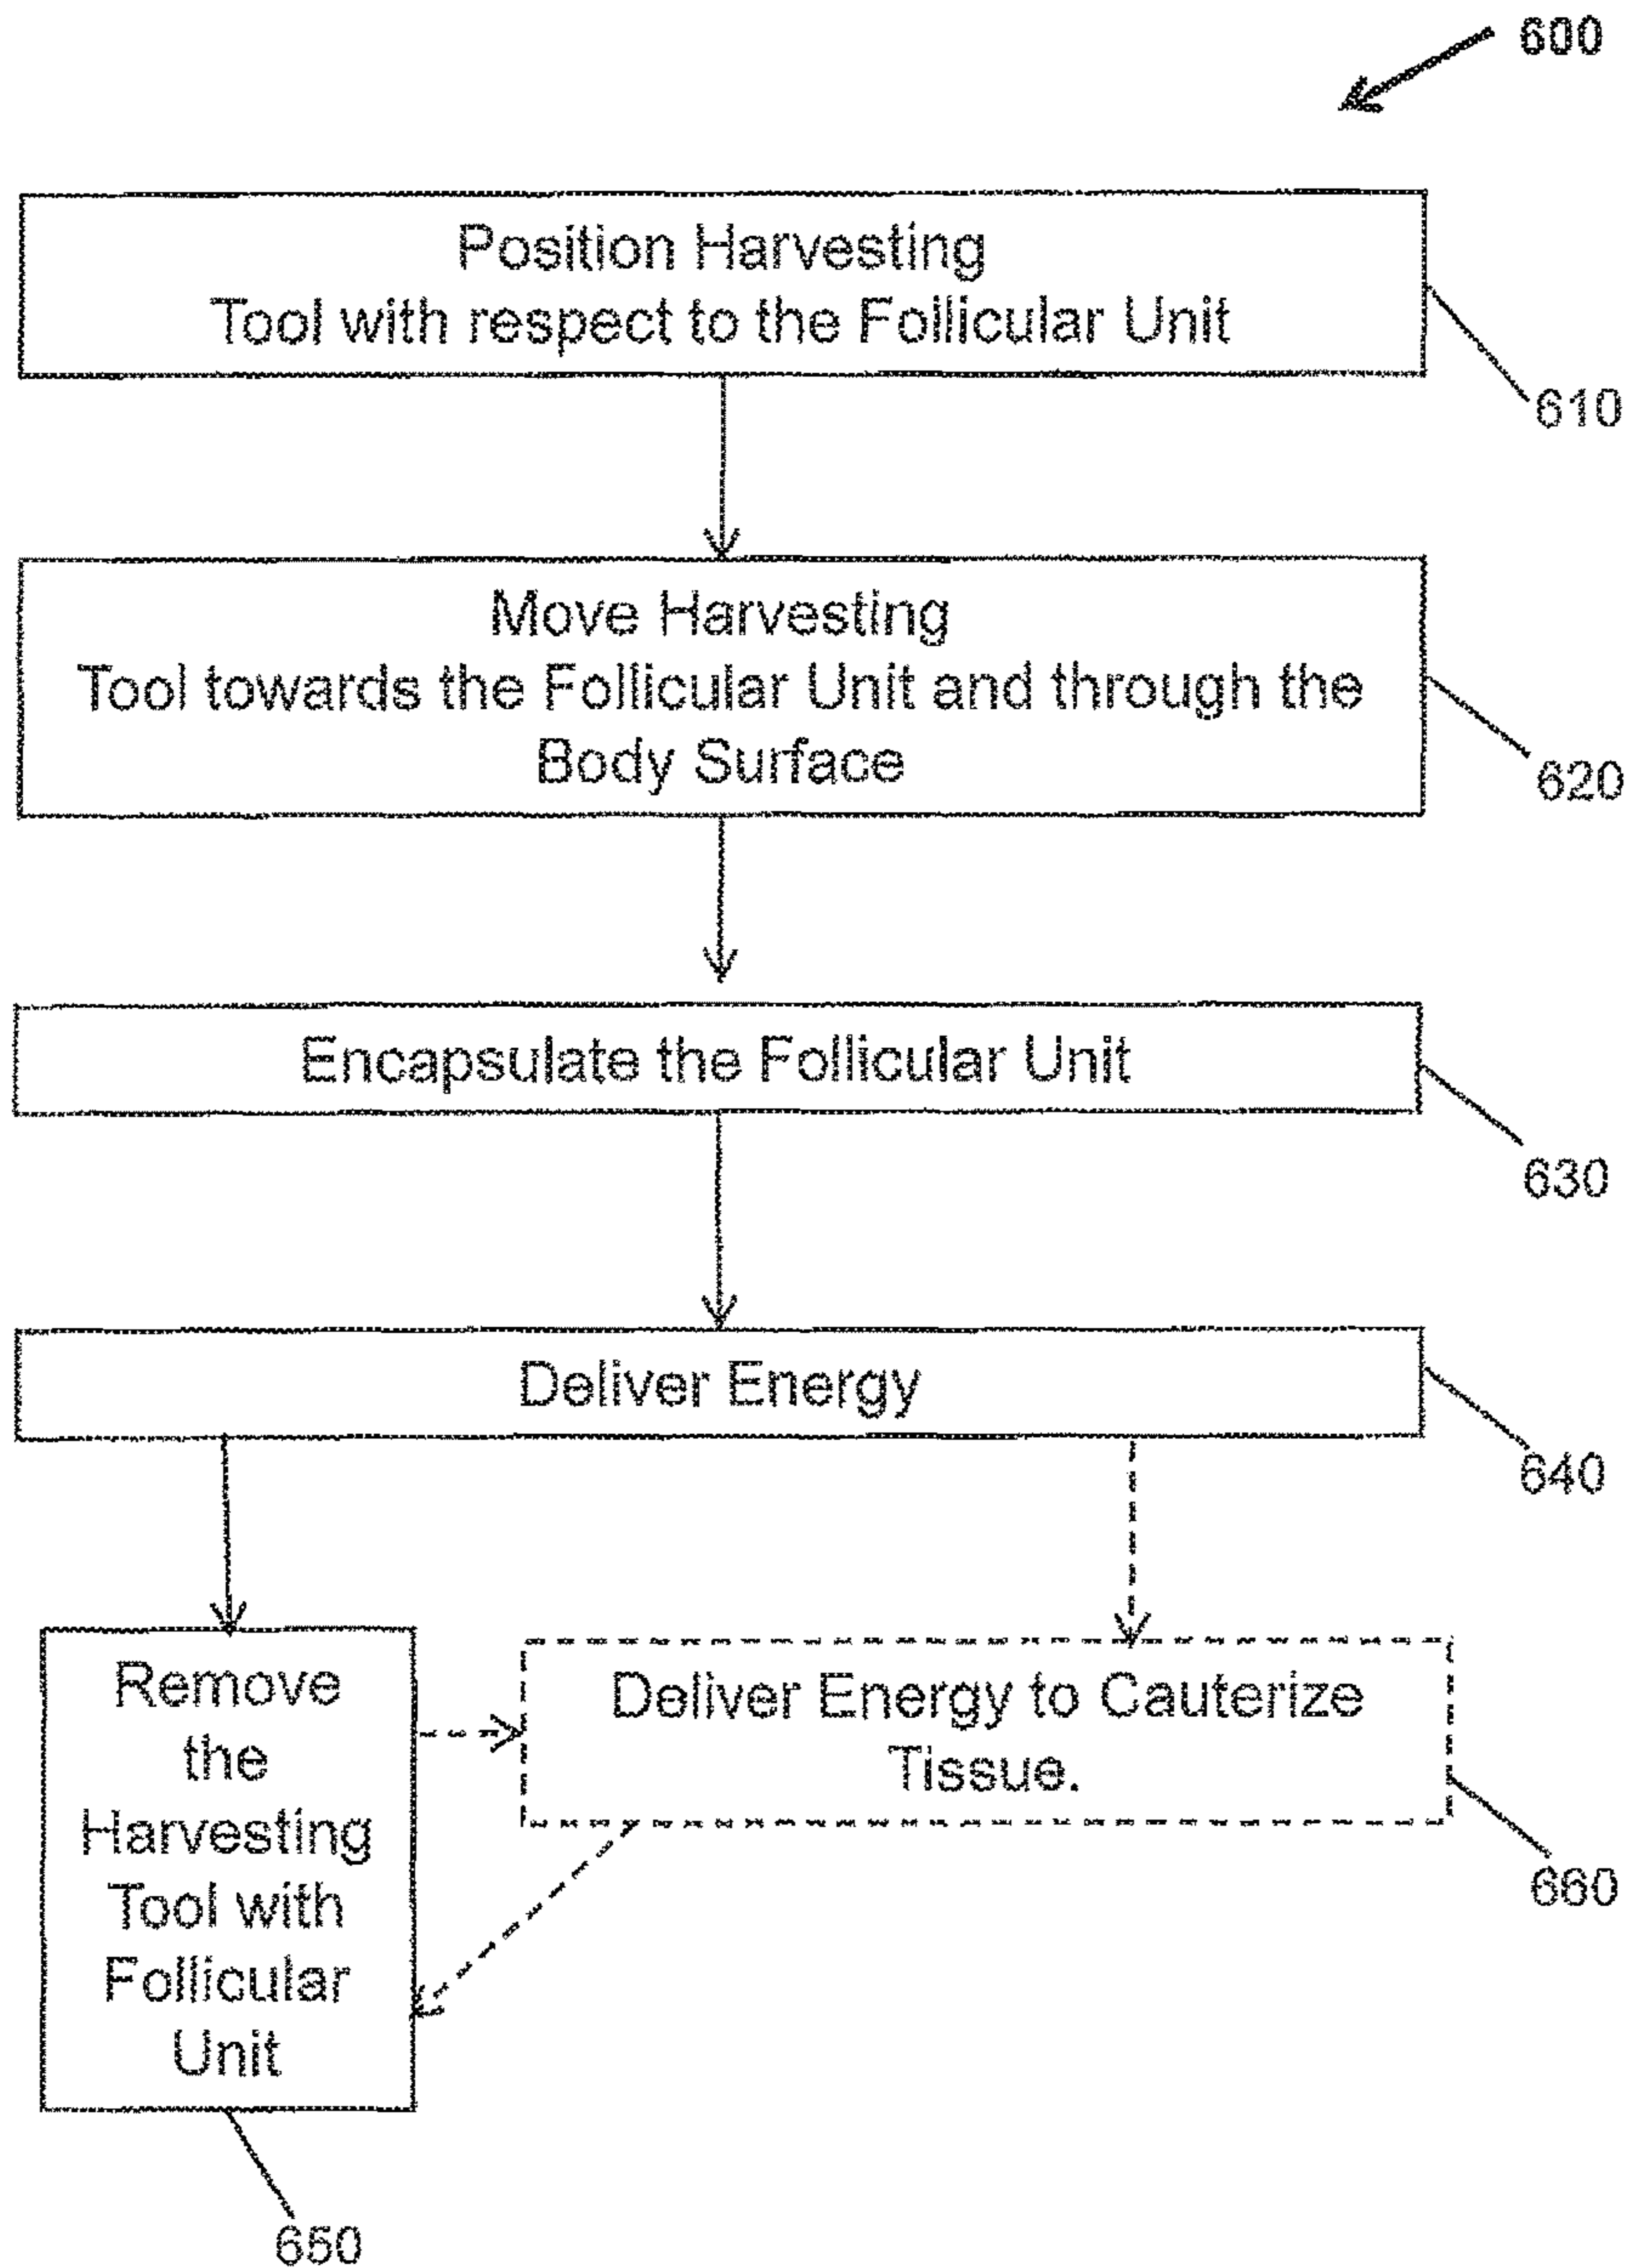 600
Position Harvesting
Tool with respect to the Follicular Unit
610
Move Harvesting
Tool towards the Follicular Unit and through the
Body Surface
620
Encapsulate the Follicular Unit
630
Deliver Energy
640
Remove
the
Harvesting
Tool with
Follicular
Unit
650
Deliver Energy to Cauterize
Tissue.
660